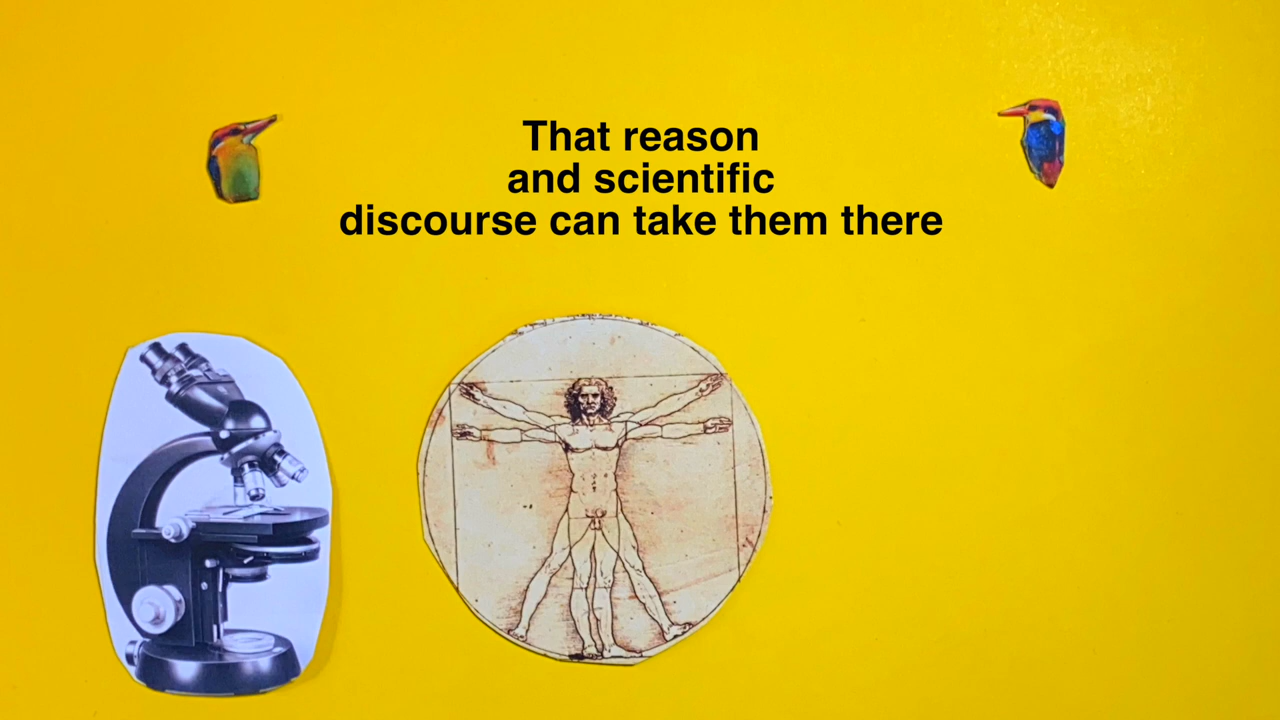 That reason
and scientific
discourse can take them there